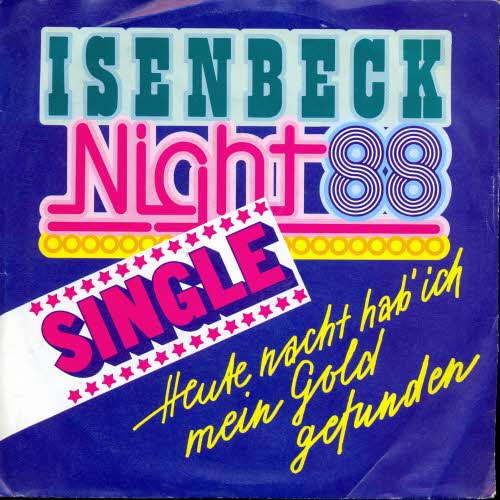 ISENBECK
Night 88
SINGLE
Heute nacht hab' ich
mein Gold
gefunden